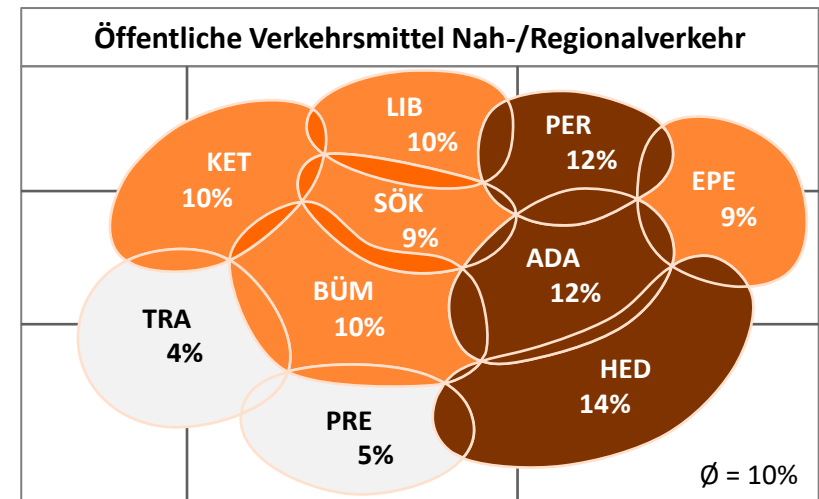 Öffentliche Verkehrsmittel Nah-/Regionalverkehr
LIB
10%
PER
12%
KET
10%
EPE
9%
SÖK
9%
ADA
12%
BÜM
10%
TRA
4%
HED
14%
PRE
5%
Ø = 10%